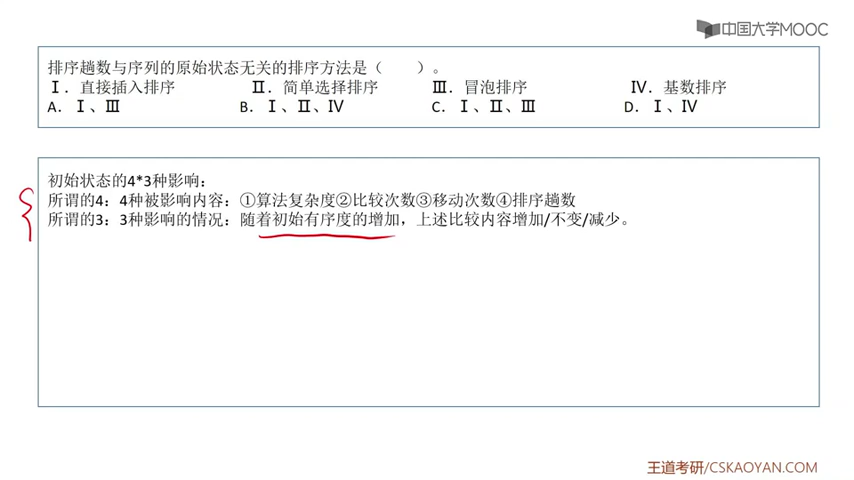 中国大学MOOC
排序趟数与序列的原始状态无关的排序方法是（ ）。
Ⅰ．直接插入排序 Ⅱ．简单选择排序 Ⅲ．冒泡排序 Ⅳ．基数排序
A．Ⅰ、Ⅲ B．Ⅰ、Ⅱ、Ⅳ C．Ⅰ、Ⅱ、Ⅲ D．Ⅰ、Ⅳ
初始状态的4*3种影响：
所谓的4：4种被影响内容：①算法复杂度②比较次数③移动次数④排序趟数
所谓的3：3种影响的情况：随着初始有序度的增加，上述比较内容增加/不变/减少。
王道考研/CSKAOYAN.COM